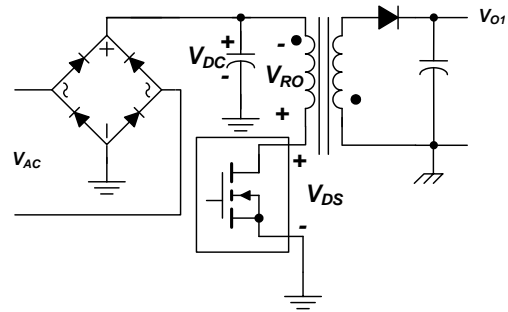 V_O1
+
V_DC
-
-
V_RO
+
+
-
V_AC
+
V_DS
-